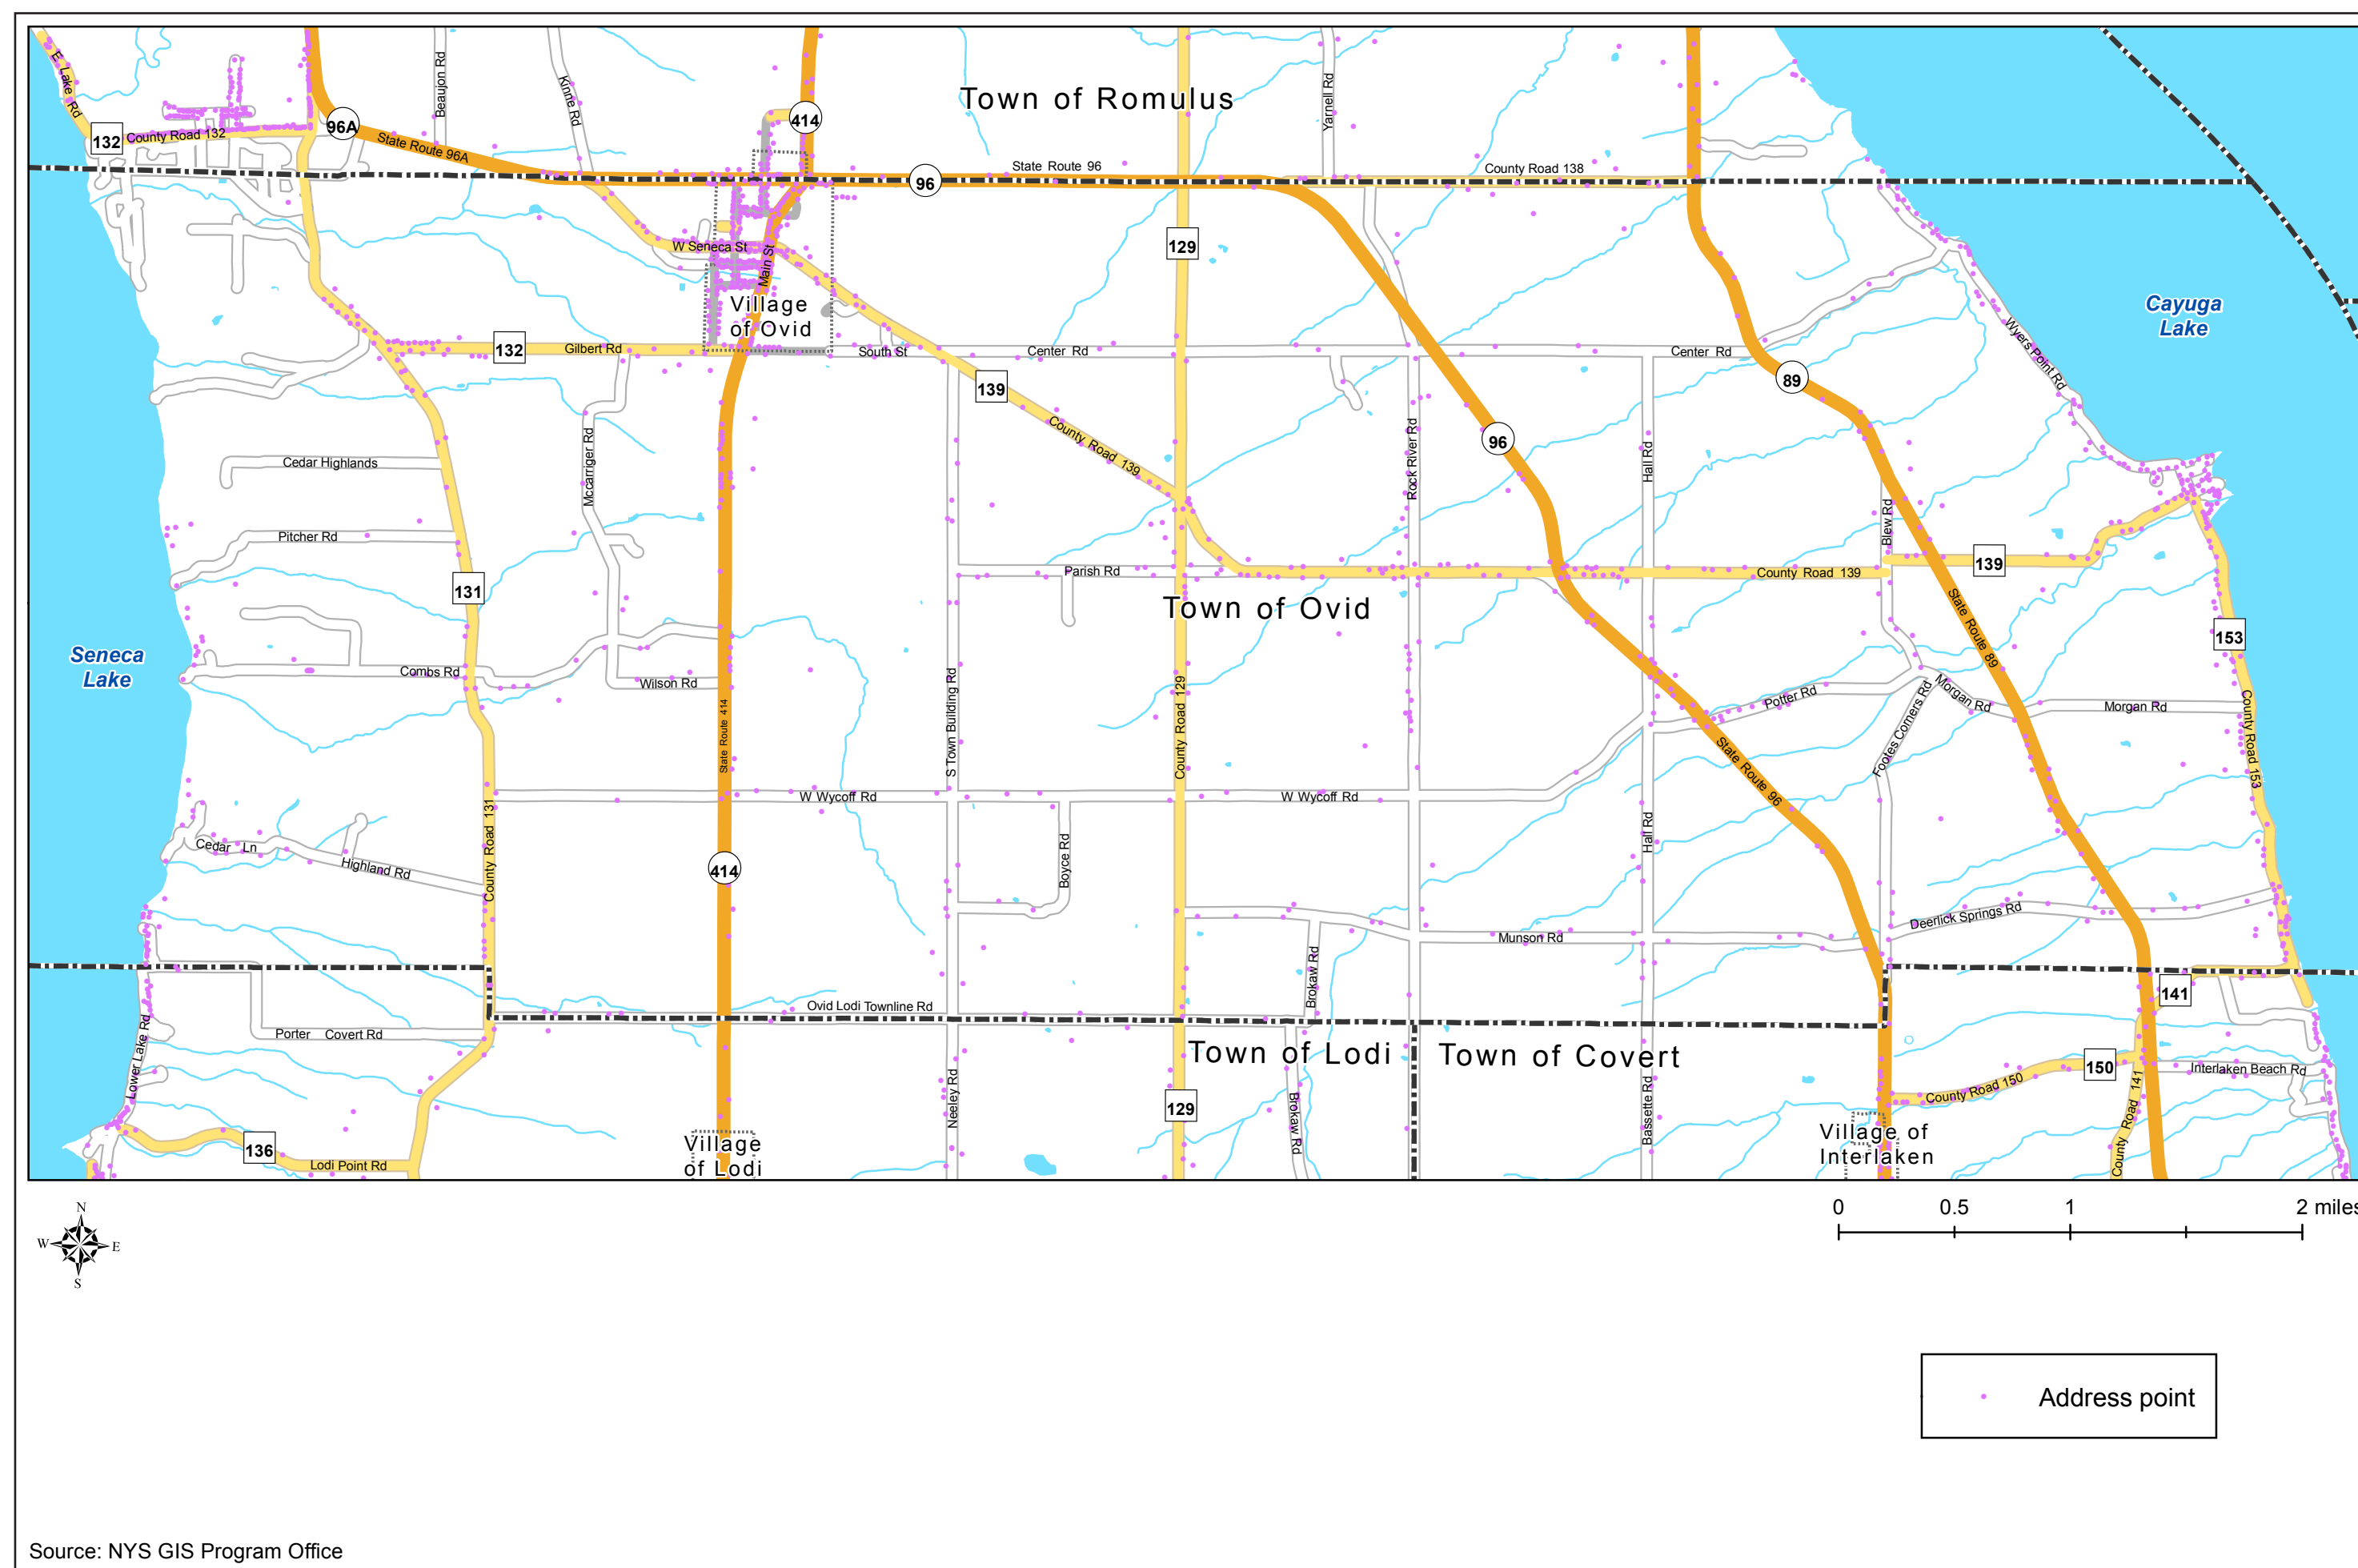 E Lake Rd
Beaujon Rd
Kinne Rd
Yarnell Rd
Town of Romulus
132
County Road 132
96A
State Route 96A
414
96
State Route 96
County Road 138
W Seneca St
Main St
129
Village
of Ovid
Cayuga
Lake
Wyers Point Rd
132
Gilbert Rd
South St
Center Rd
Center Rd
139
89
County Road 139
96
Rock River Rd
Hall Rd
Cedar Highlands
Mccarriger Rd
Pitcher Rd
Blew Rd
131
Parish Rd
County Road 139
139
Town of Ovid
State Route 89
153
Seneca
Lake
Combs Rd
Wilson Rd
State Route 414
S Town Building Rd
County Road 129
Potter Rd
Footes Corners Rd
Morgan Rd
Morgan Rd
County Road 153
State Route 96
W Wycoff Rd
W Wycoff Rd
County Road 131
Cedar Ln
Highland Rd
414
Boyce Rd
Hall Rd
Deerlick Springs Rd
Munson Rd
Brokaw Rd
141
Ovid Lodi Townline Rd
Porter Covert Rd
Lower Lake Rd
Town of Lodi
Town of Covert
150
Interlaken Beach Rd
County Road 150
County Road 141
Neeley Rd
129
Brokaw Rd
Bassette Rd
136
Lodi Point Rd
Village
of Lodi
Village of
Interlaken
N
W
E
S
0 0.5 1 2 miles
Address point
Source: NYS GIS Program Office